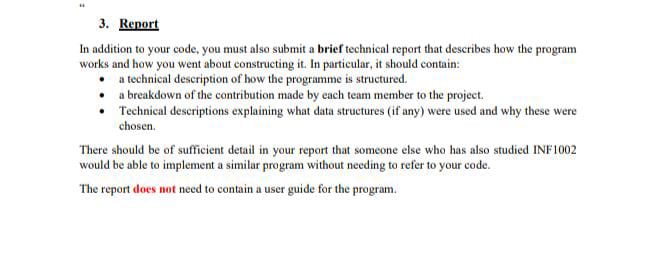 3. Report
In addition to your code, you must also submit a brief technical report that describes how the program
works and how you went about constructing it. In particular, it should contain:
• a technical description of how the programme is structured.
• a breakdown of the contribution made by each team member to the project.
• Technical descriptions explaining what data structures (if any) were used and why these were
chosen.
There should be of sufficient detail in your report that someone else who has also studied INF1002
would be able to implement a similar program without needing to refer to your code.
The report does not need to contain a user guide for the program.